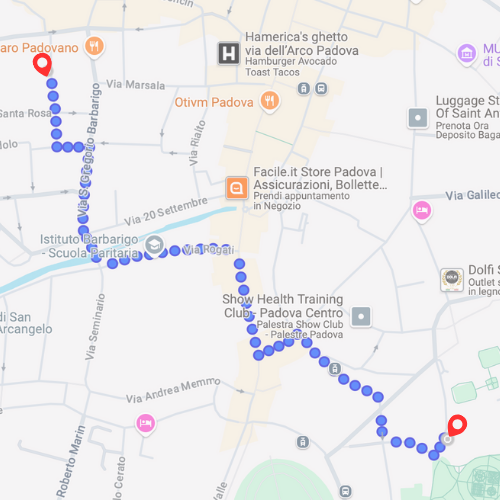 aro Padovano
Hamerica's ghetto
via dell'Arco Padova
Hamburger Avocado
Toast Tacos
MU
di S
Via Marsala
Otivm Padova
Santa Rosa
Luggage St
Of Saint An
Prenota Ora
Deposito Baga
olo
Via Rialto
Via S. Gregorio Barbarigo
Facile.it Store Padova |
Assicurazioni, Bollette...
Prendi appuntamento
in Negozio
Via Galileo
Via 20 Settembre
Istituto Barbarigo
- Scuola Paritaria
Via Rogati
Dolfi S
Outlet s
in legno
Show Health Training
Club - Padova Centro
Palestra Show Club
- Palestre Padova
di San
Arcangelo
Via Seminario
Via Andrea Memmo
Roberto Marin
Cerato
Valle